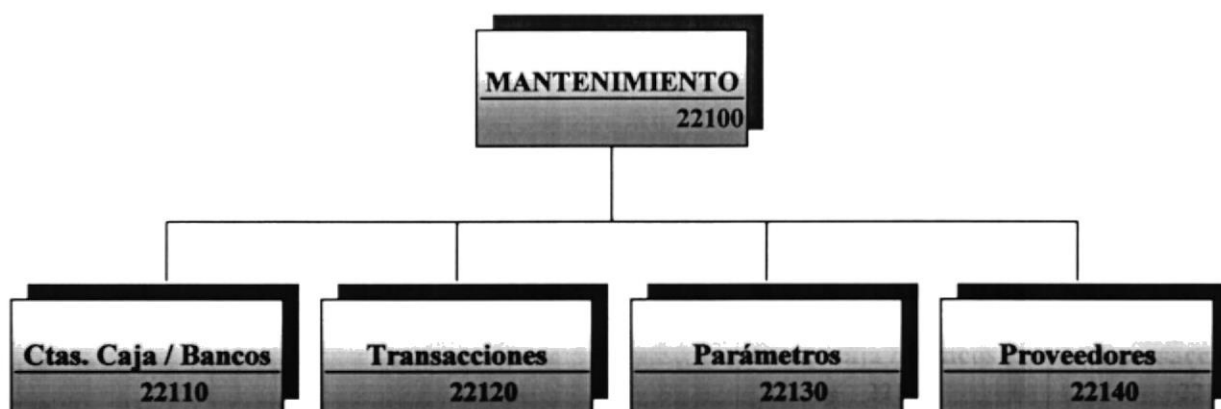 MANTENIMIENTO
22100
Ctas. Caja / Bancos
22110
Transacciones
22120
Parámetros
22130
Proveedores
22140